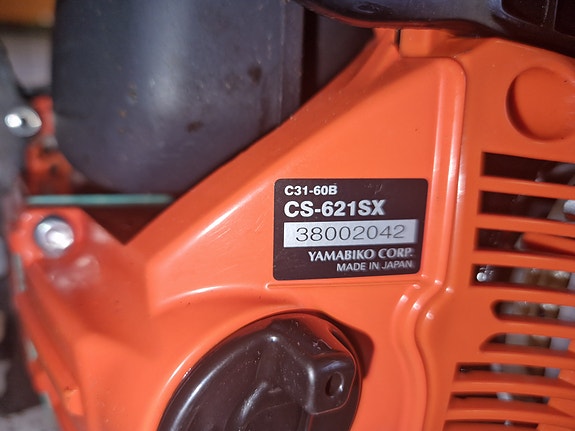 C31-60B
CS-621SX
38002042
YAMABIKO CORP.
MADE IN JAPAN